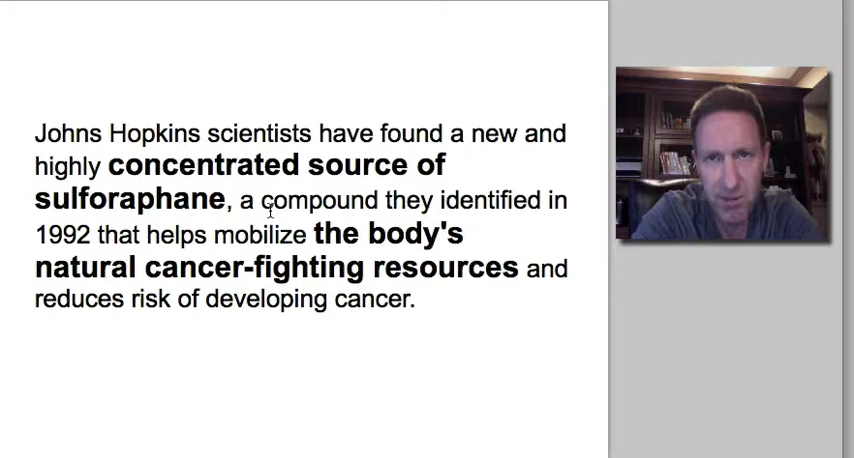 Johns Hopkins scientists have found a new and
highly concentrated source of
sulforaphane, a compound they identified in
1992 that helps mobilize the body's
natural cancer-fighting resources and
reduces risk of developing cancer.